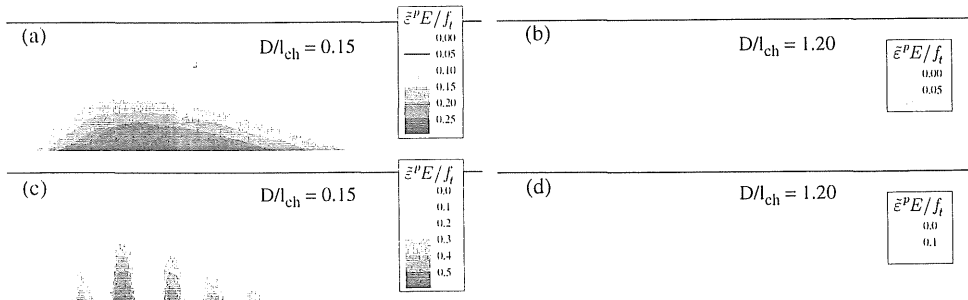 (a)
D/l_ch = 0.15
ε̃^p E/f_t
0.00
0.05
0.10
0.15
0.20
0.25
(b)
D/l_ch = 1.20
ε̃^p E/f_t
0.00
0.05
(c)
D/l_ch = 0.15
ε̃^p E/f_t
0.0
0.1
0.2
0.3
0.4
0.5
(d)
D/l_ch = 1.20
ε̃^p E/f_t
0.0
0.1